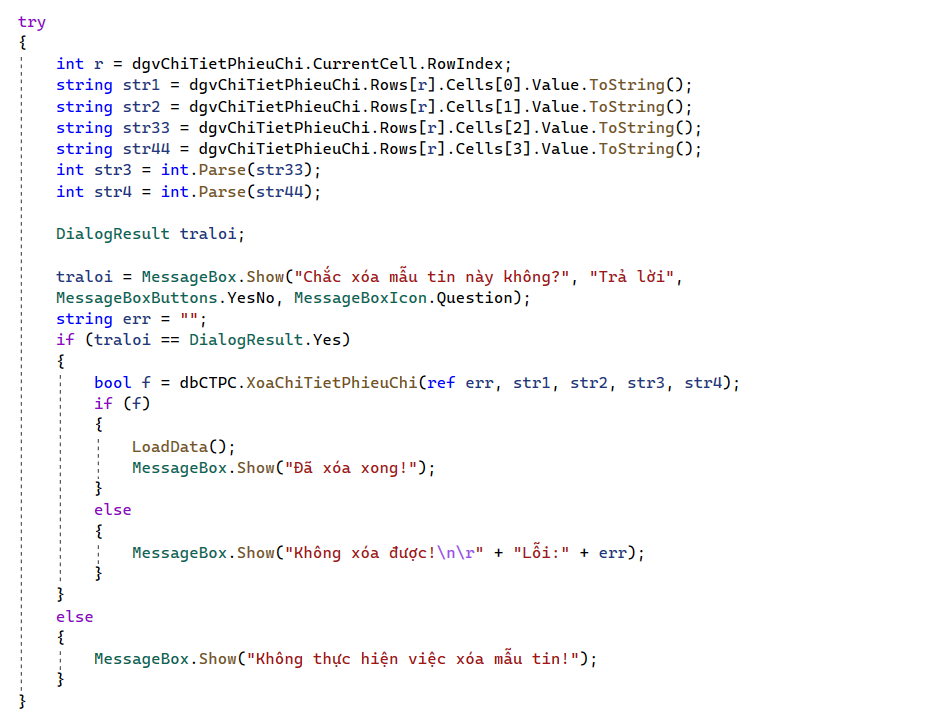 try
{
int r = dgvChiTietPhieuChi.CurrentCell.RowIndex;
string str1 = dgvChiTietPhieuChi.Rows[r].Cells[0].Value.ToString();
string str2 = dgvChiTietPhieuChi.Rows[r].Cells[1].Value.ToString();
string str33 = dgvChiTietPhieuChi.Rows[r].Cells[2].Value.ToString();
string str44 = dgvChiTietPhieuChi.Rows[r].Cells[3].Value.ToString();
int str3 = int.Parse(str33);
int str4 = int.Parse(str44);
DialogResult traloi;
traloi = MessageBox.Show("Chắc xóa mẫu tin này không?", "Trả lời",
MessageBoxButtons.YesNo, MessageBoxIcon.Question);
string err = "";
if (traloi == DialogResult.Yes)
{
bool f = dbCTPC.XoaChiTietPhieuChi(ref err, str1, str2, str3, str4);
if (f)
{
LoadData();
MessageBox.Show("Đã xóa xong!");
}
else
{
MessageBox.Show("Không xóa được!\n\r" + "Lỗi:" + err);
}
}
else
{
MessageBox.Show("Không thực hiện việc xóa mẫu tin!");
}
}